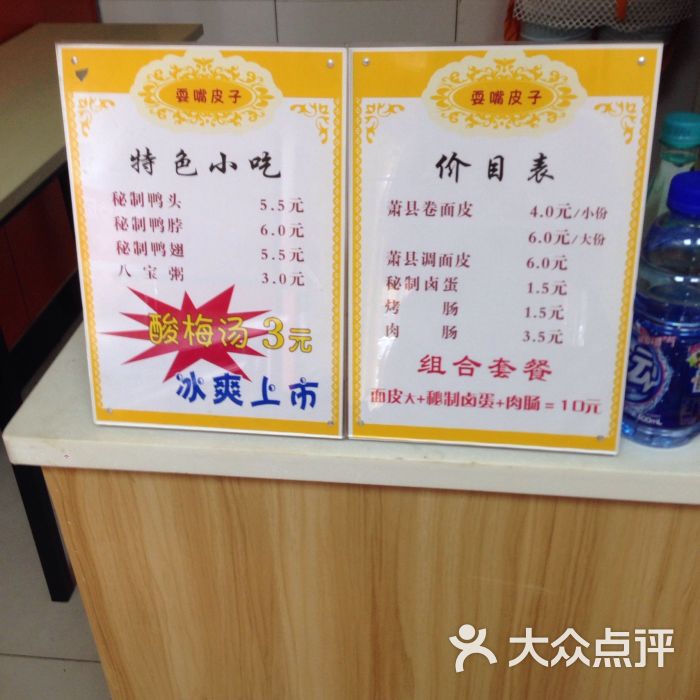 耍嘴皮子
特色小吃
秘制鸭头 5.5元
秘制鸭脖 6.0元
秘制鸭翅 5.5元
八宝粥 3.0元
酸梅汤 3元
冰爽上市
耍嘴皮子
价目表
萧县卷面皮 4.0元/小份
6.0元/大份
萧县调面皮 6.0元
秘制卤蛋 1.5元
烤肠 1.5元
肉肠 3.5元
组合套餐
面皮大+秘制卤蛋+肉肠=10元
大众点评